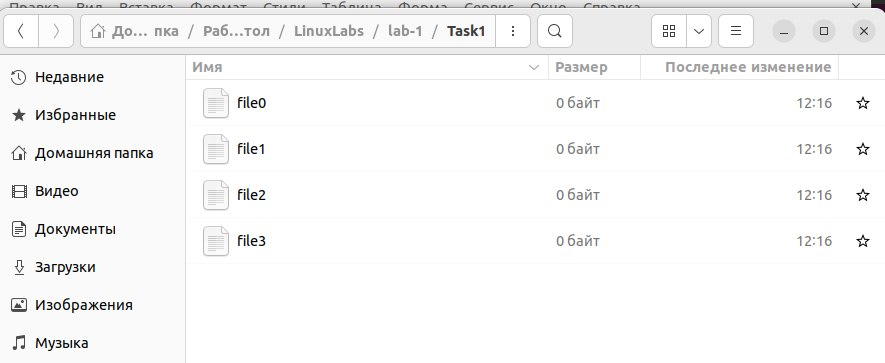 Правка Вид Вставка Формат Стили Таблица Форма Сервис Окно Справка
До... пка / Раб...тол / LinuxLabs / lab-1 / Task1
Имя Размер Последнее изменение
Недавние
file0 0 байт 12:16
Избранные
file1 0 байт 12:16
Домашняя папка
Видео
file2 0 байт 12:16
Документы
file3 0 байт 12:16
Загрузки
Изображения
Музыка